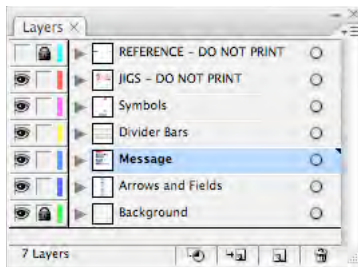 Layers ×
REFERENCE - DO NOT PRINT
JIGS - DO NOT PRINT
Symbols
Divider Bars
Message
Arrows and Fields
Background
7 Layers